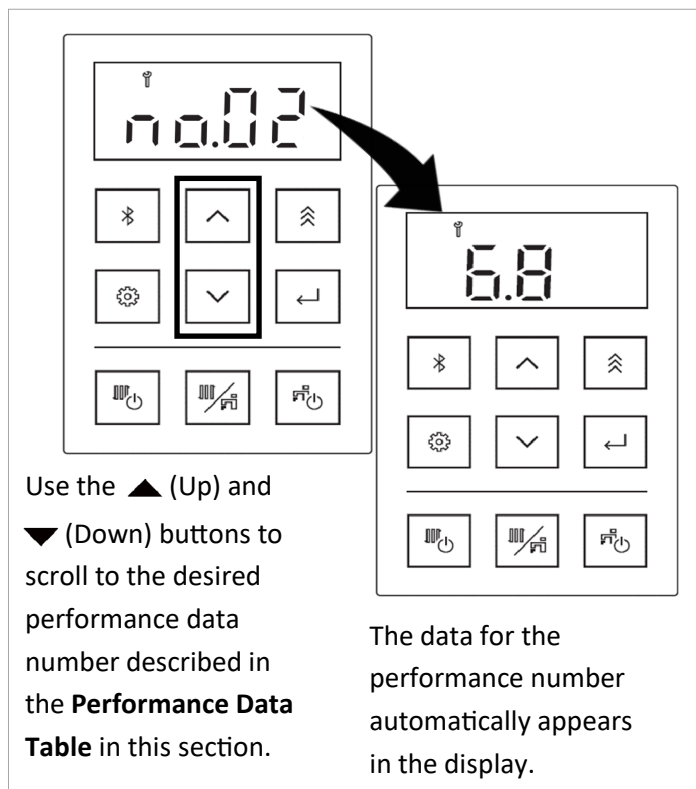 no.02
6.8
Use the ▲ (Up) and
▼ (Down) buttons to
scroll to the desired
performance data
number described in
the Performance Data
Table in this section.
The data for the
performance number
automatically appears
in the display.